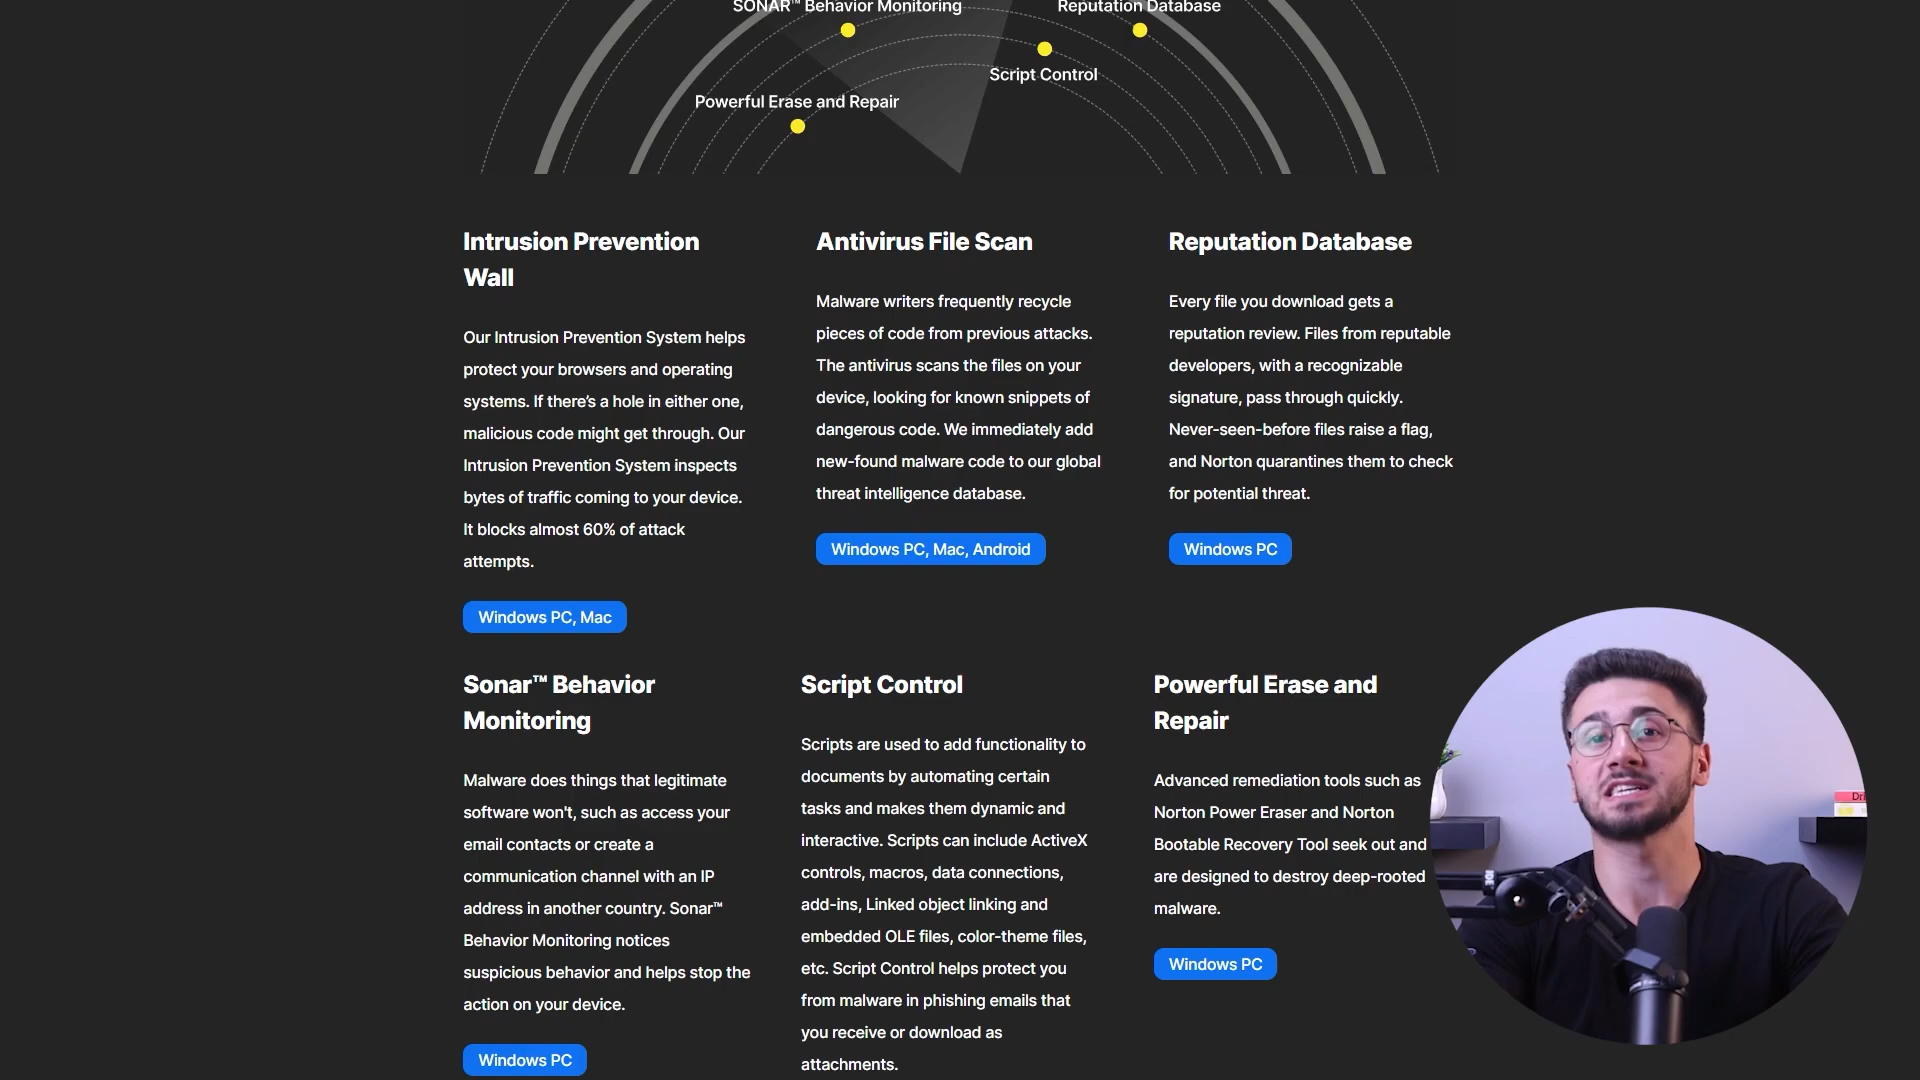 SONAR™ Behavior Monitoring
Reputation Database
Script Control
Powerful Erase and Repair
Intrusion Prevention
Wall
Our Intrusion Prevention System helps
protect your browsers and operating
systems. If there's a hole in either one,
malicious code might get through. Our
Intrusion Prevention System inspects
bytes of traffic coming to your device.
It blocks almost 60% of attack
attempts.
Windows PC, Mac
Antivirus File Scan
Malware writers frequently recycle
pieces of code from previous attacks.
The antivirus scans the files on your
device, looking for known snippets of
dangerous code. We immediately add
new-found malware code to our global
threat intelligence database.
Windows PC, Mac, Android
Reputation Database
Every file you download gets a
reputation review. Files from reputable
developers, with a recognizable
signature, pass through quickly.
Never-seen-before files raise a flag,
and Norton quarantines them to check
for potential threat.
Windows PC
Sonar™ Behavior
Monitoring
Malware does things that legitimate
software won't, such as access your
email contacts or create a
communication channel with an IP
address in another country. Sonar™
Behavior Monitoring notices
suspicious behavior and helps stop the
action on your device.
Windows PC
Script Control
Scripts are used to add functionality to
documents by automating certain
tasks and makes them dynamic and
interactive. Scripts can include ActiveX
controls, macros, data connections,
add-ins, Linked object linking and
embedded OLE files, color-theme files,
etc. Script Control helps protect you
from malware in phishing emails that
you receive or download as
attachments.
Powerful Erase and
Repair
Advanced remediation tools such as
Norton Power Eraser and Norton
Bootable Recovery Tool seek out and
are designed to destroy deep-rooted
malware.
Windows PC